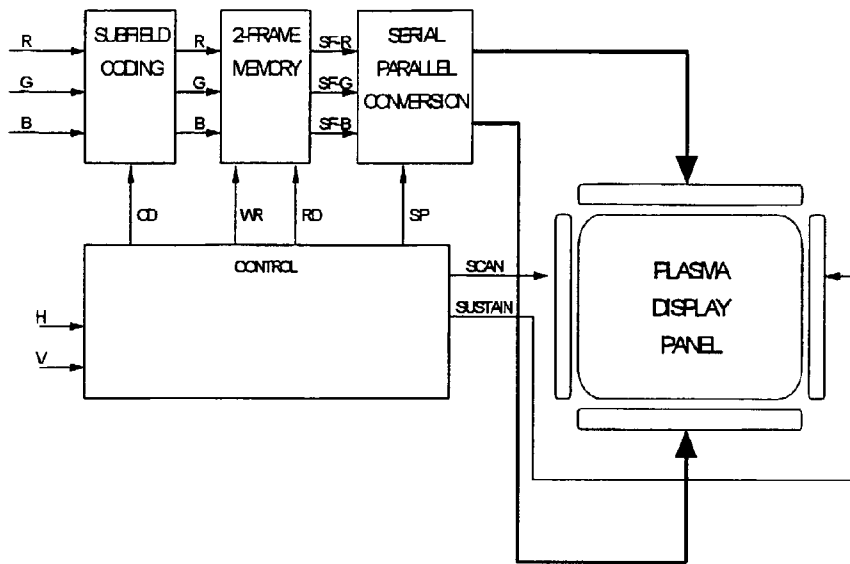 SUBFIELD
CODING
2-FRAME
MEMORY
SERIAL
PARALLEL
CONVERSION
R
G
B
R
G
B
SF-R
SF-G
SF-B
CD
WR
RD
SP
CONTROL
SCAN
SUSTAIN
H
V
PLASMA
DISPLAY
PANEL